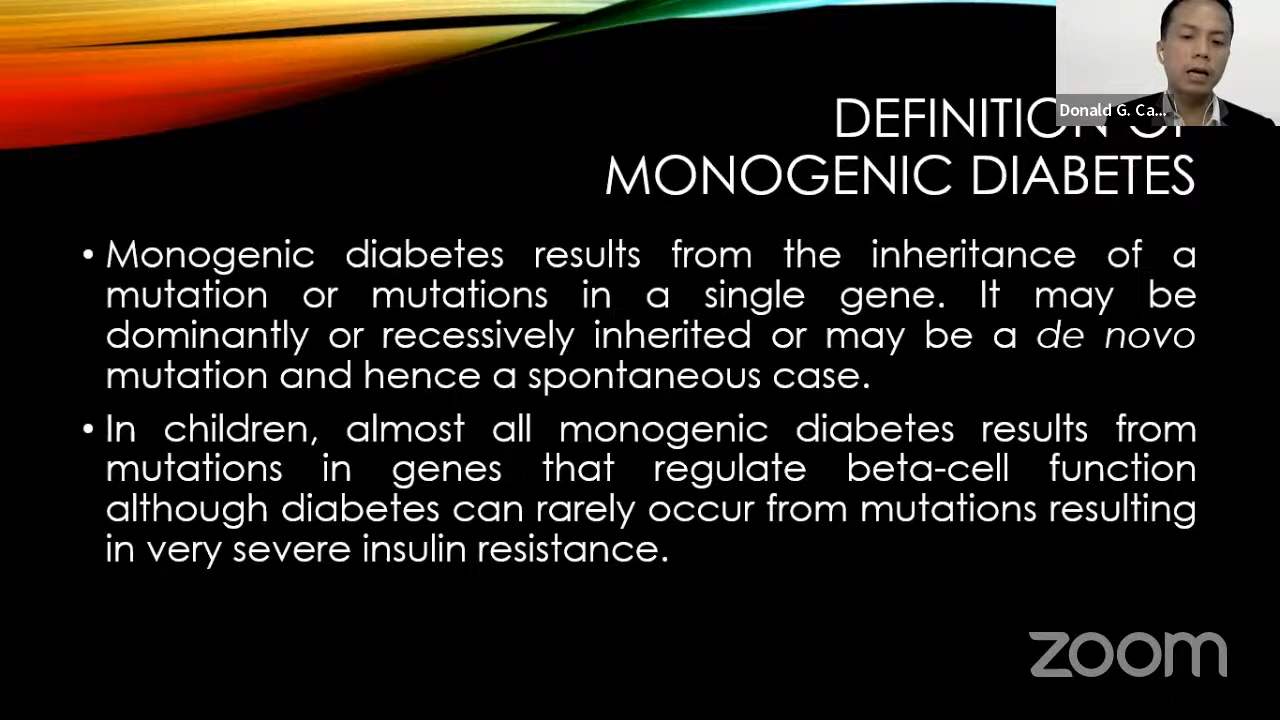 Donald G. Ca...
DEFINITION OF
MONOGENIC DIABETES
• Monogenic diabetes results from the inheritance of a
mutation or mutations in a single gene. It may be
dominantly or recessively inherited or may be a de novo
mutation and hence a spontaneous case.
• In children, almost all monogenic diabetes results from
mutations in genes that regulate beta-cell function
although diabetes can rarely occur from mutations resulting
in very severe insulin resistance.
zoom